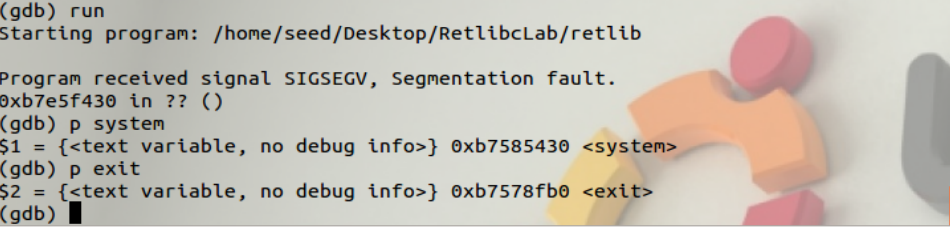 (gdb) run
Starting program: /home/seed/Desktop/RetlibcLab/retlib
Program received signal SIGSEGV, Segmentation fault.
0xb7e5f430 in ?? ()
(gdb) p system
$1 = {<text variable, no debug info>} 0xb7585430 <system>
(gdb) p exit
$2 = {<text variable, no debug info>} 0xb7578fb0 <exit>
(gdb)